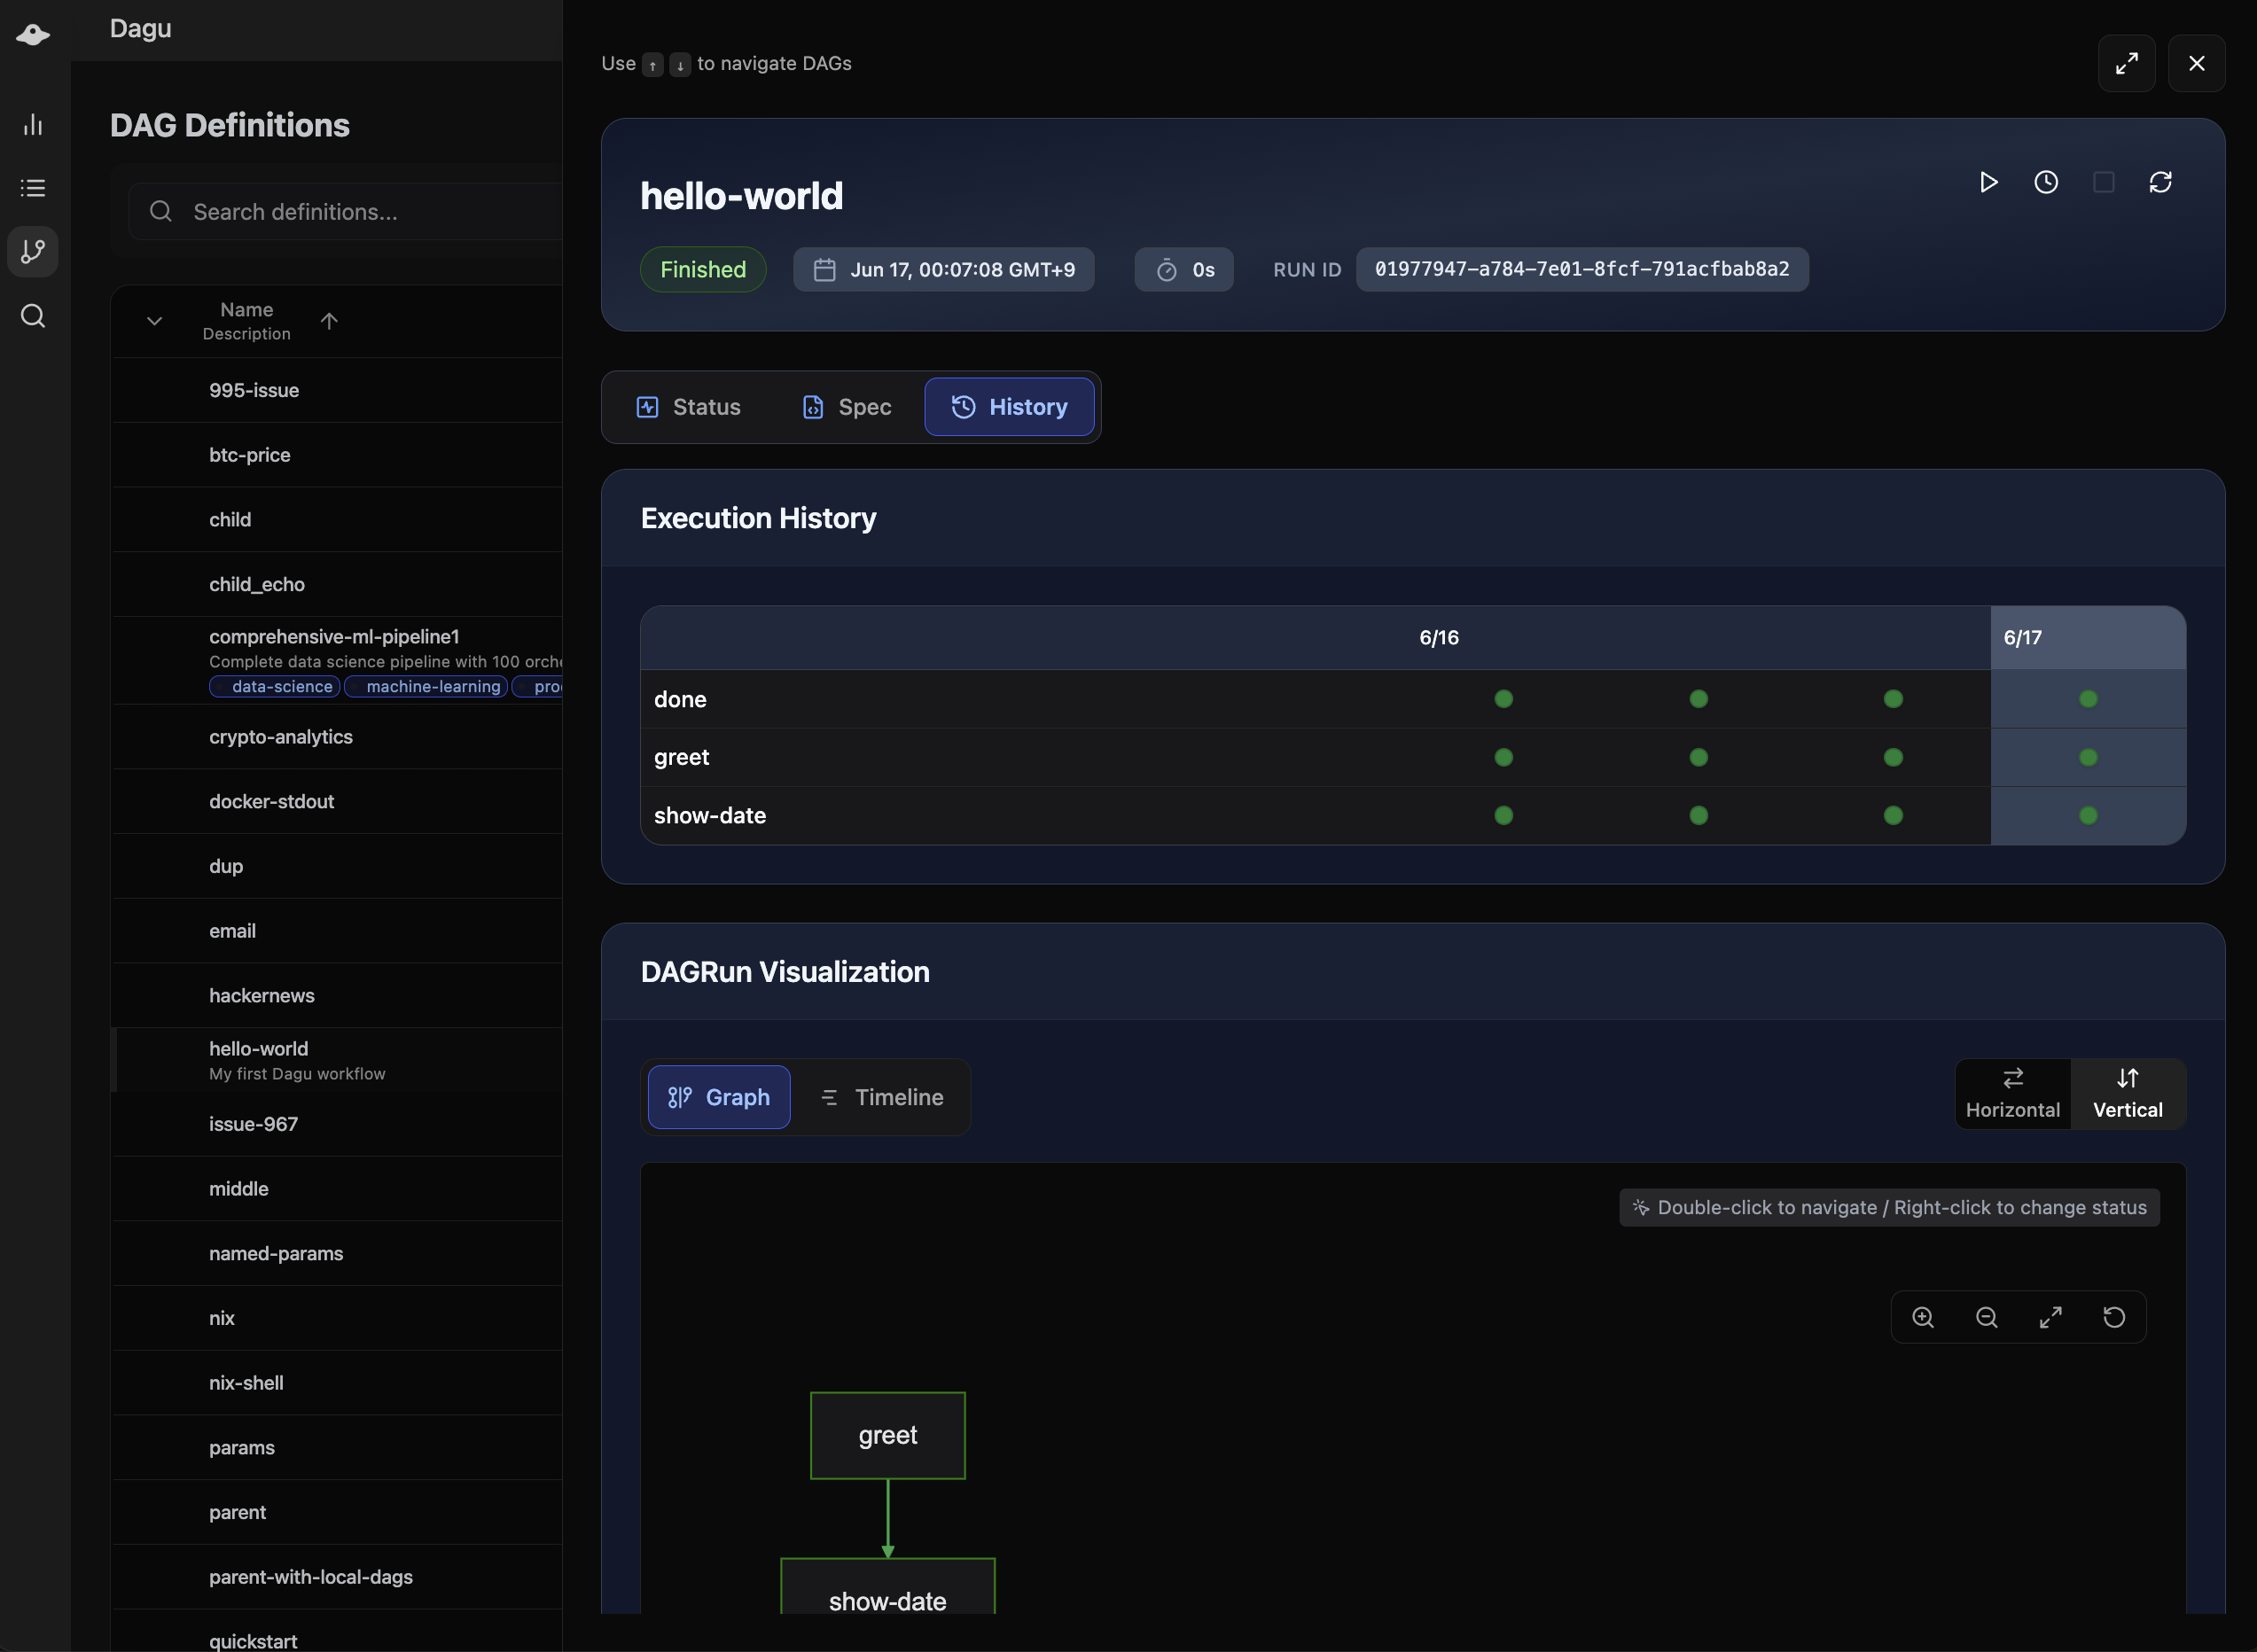 Dagu
DAG Definitions
Search definitions...
Name
Description
995-issue
btc-price
child
child_echo
comprehensive-ml-pipeline1
Complete data science pipeline with 100
data-science machine-learning
crypto-analytics
docker-stdout
dup
email
hackernews
hello-world
My first Dagu workflow
issue-967
middle
named-params
nix
nix-shell
params
parent
parent-with-local-dags
quickstart
Use ↑ ↓ to navigate DAGs
hello-world
Finished Jun 17, 00:07:08 GMT+9 0s RUN ID 01977947-a784-7e01-8fcf-791acfbab8a2
Status Spec History
Execution History
6/16 6/17
done
greet
show-date
DAGRun Visualization
Graph Timeline
Horizontal Vertical
Double-click to navigate / Right-click to change status
greet
show-date